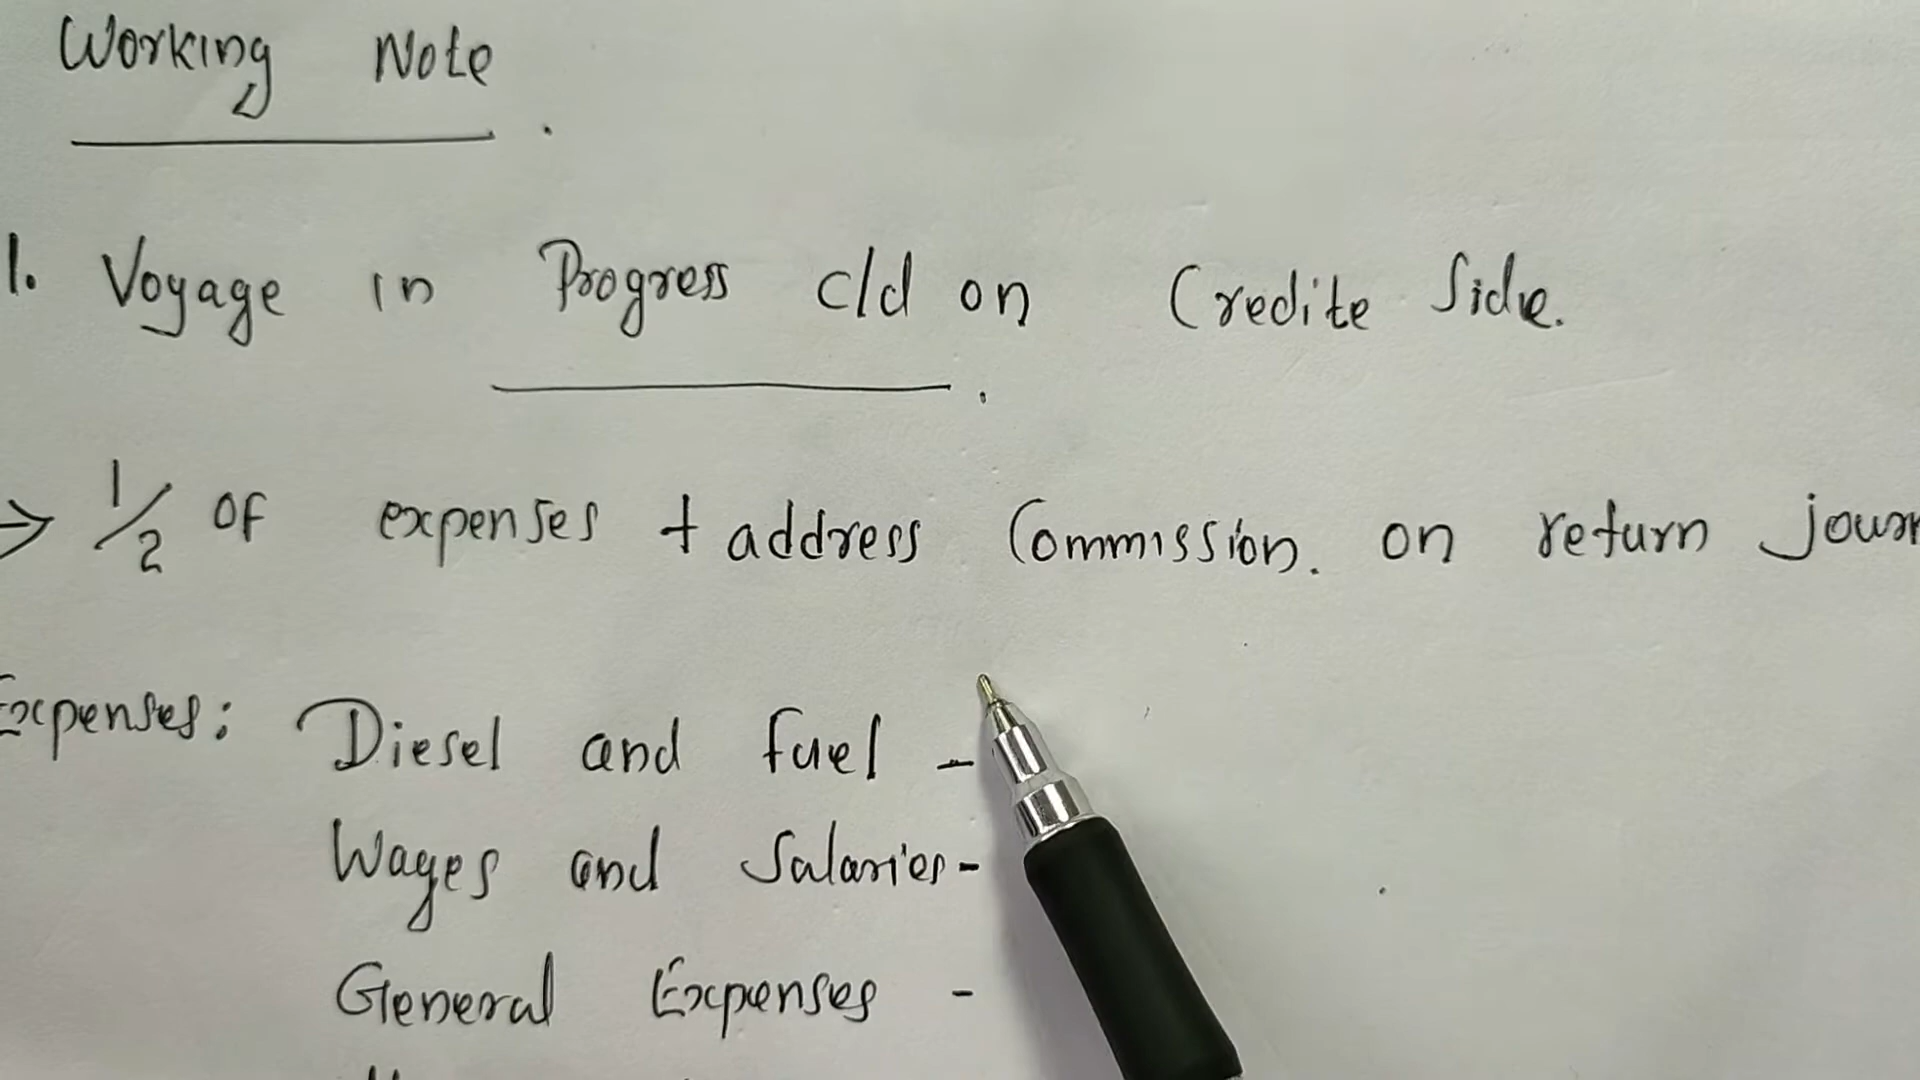 Working Note
1. Voyage in Progress c/d on Credite Side.
→ 1/2 of expenses + address Commission. on return jour
Expenses: Diesel and fuel -
Wages and Salaries -
General Expenses -